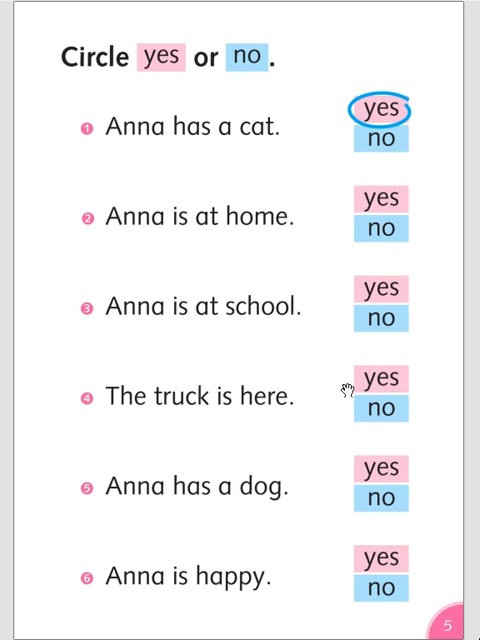 Circle yes or no.
1 Anna has a cat. yes
no
2 Anna is at home. yes
no
3 Anna is at school. yes
no
4 The truck is here. yes
no
5 Anna has a dog. yes
no
6 Anna is happy. yes
no
5